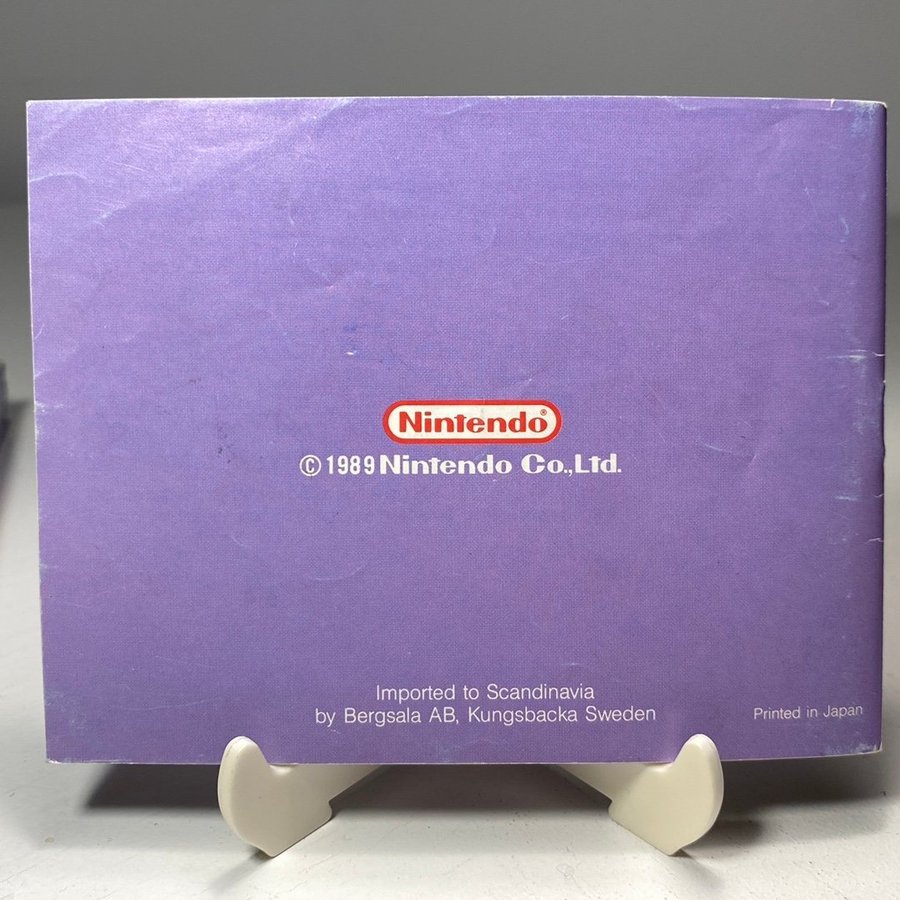 Nintendo®
© 1989 Nintendo Co.,Ltd.
Imported to Scandinavia
by Bergsala AB, Kungsbacka Sweden
Printed in Japan